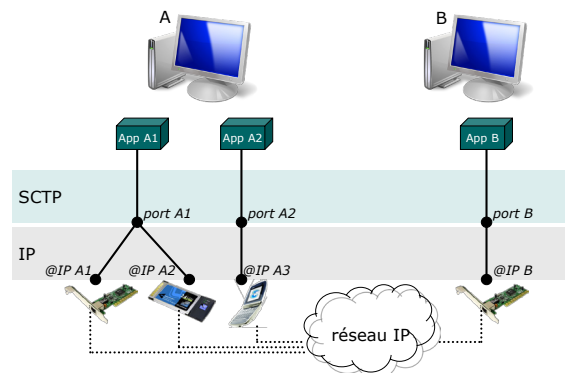 A
B
App A1
App A2
App B
SCTP
port A1
port A2
port B
IP
@IP A1
@IP A2
@IP A3
@IP B
réseau IP